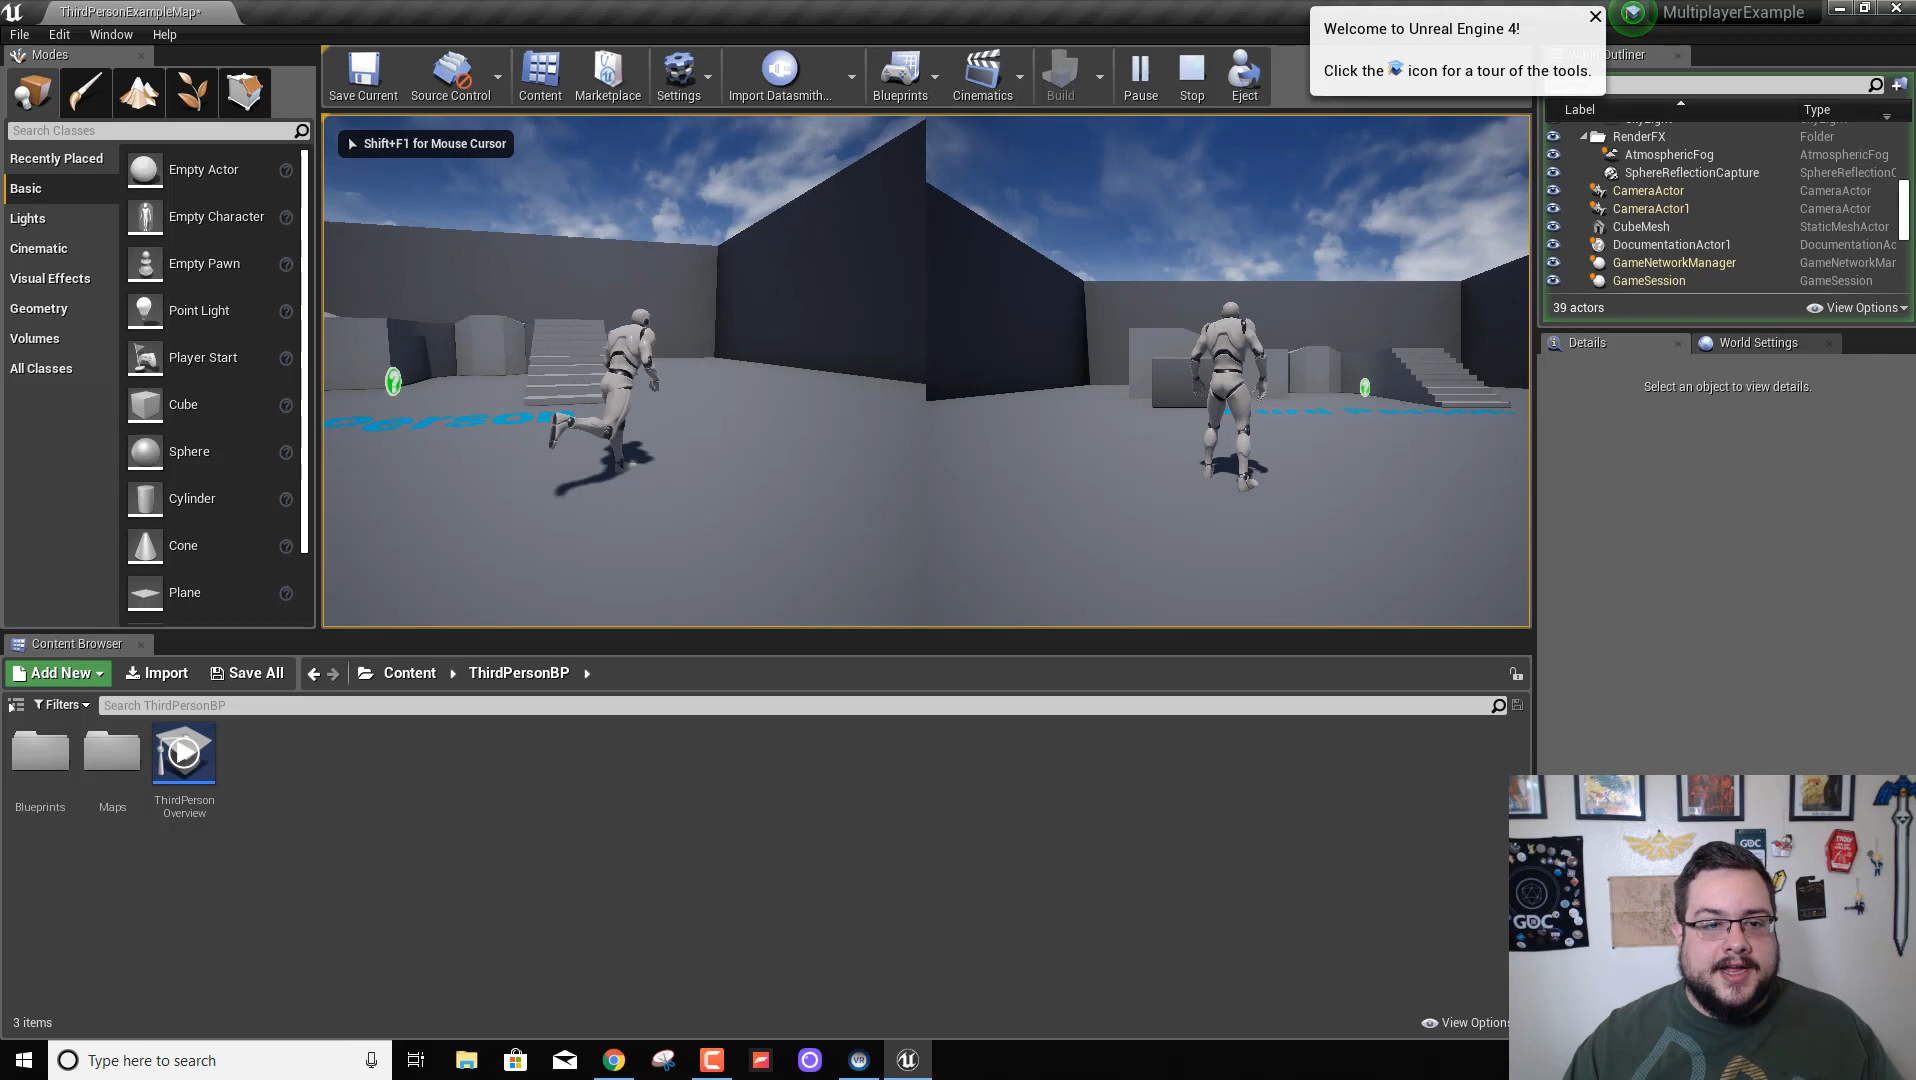 ThirdPersonExampleMap*
MultiplayerExample
File Edit Window Help
Welcome to Unreal Engine 4!
Click the icon for a tour of the tools.
Modes
Save Current
Source Control
Content
Marketplace
Settings
Import Datasmith...
Blueprints
Cinematics
Build
Pause
Stop
Eject
Search Classes
Recently Placed
Basic
Lights
Cinematic
Visual Effects
Geometry
Volumes
All Classes
Empty Actor
Empty Character
Empty Pawn
Point Light
Player Start
Cube
Sphere
Cylinder
Cone
Plane
Shift+F1 for Mouse Cursor
Outliner
Label Type
RenderFX Folder
AtmosphericFog AtmosphericFog
SphereReflectionCapture SphereReflectionC
CameraActor CameraActor
CameraActor1 CameraActor
CubeMesh StaticMeshActor
DocumentationActor1 DocumentationAc
GameNetworkManager GameNetworkMar
GameSession GameSession
39 actors View Options
Details World Settings
Select an object to view details.
Content Browser
Add New Import Save All Content ThirdPersonBP
Filters Search ThirdPersonBP
Blueprints
Maps
ThirdPerson
Overview
3 items
View Options
GDC
GDC
Type here to search
VR